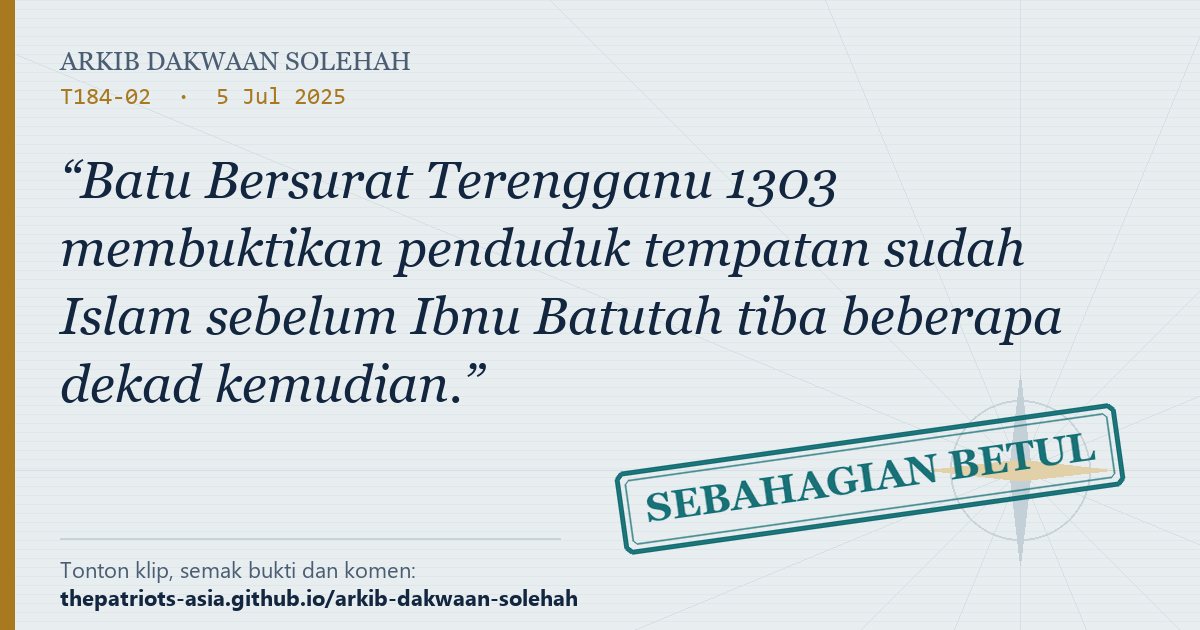 ARKIB DAKWAAN SOLEHAH
T184-02 · 5 Jul 2025
“Batu Bersurat Terengganu 1303
membuktikan penduduk tempatan sudah
Islam sebelum Ibnu Batutah tiba beberapa
dekad kemudian.”
SEBAHAGIAN BETUL
Tonton klip, semak bukti dan komen:
thepatriots-asia.github.io/arkib-dakwaan-solehah